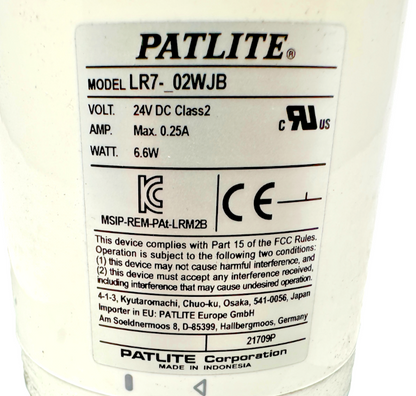 PATLITE®
MODEL LR7-_02WJB
VOLT. 24V DC Class2
AMP. Max. 0.25A
WATT. 6.6W
c RU US
KC
CE
MSIP-REM-PAt-LRM2B
This device complies with Part 15 of the FCC Rules.
Operation is subject to the following two conditions:
(1) this device may not cause harmful interference, and
(2) this device must accept any interference received,
including interference that may cause undesired operation.
4-1-3, Kyutaromachi, Chuo-ku, Osaka, 541-0056, Japan
Importer in EU: PATLITE Europe GmbH
Am Soeldnermoos 8, D-85399, Hallbergmoos, Germany
21709P
PATLITE Corporation
MADE IN INDONESIA